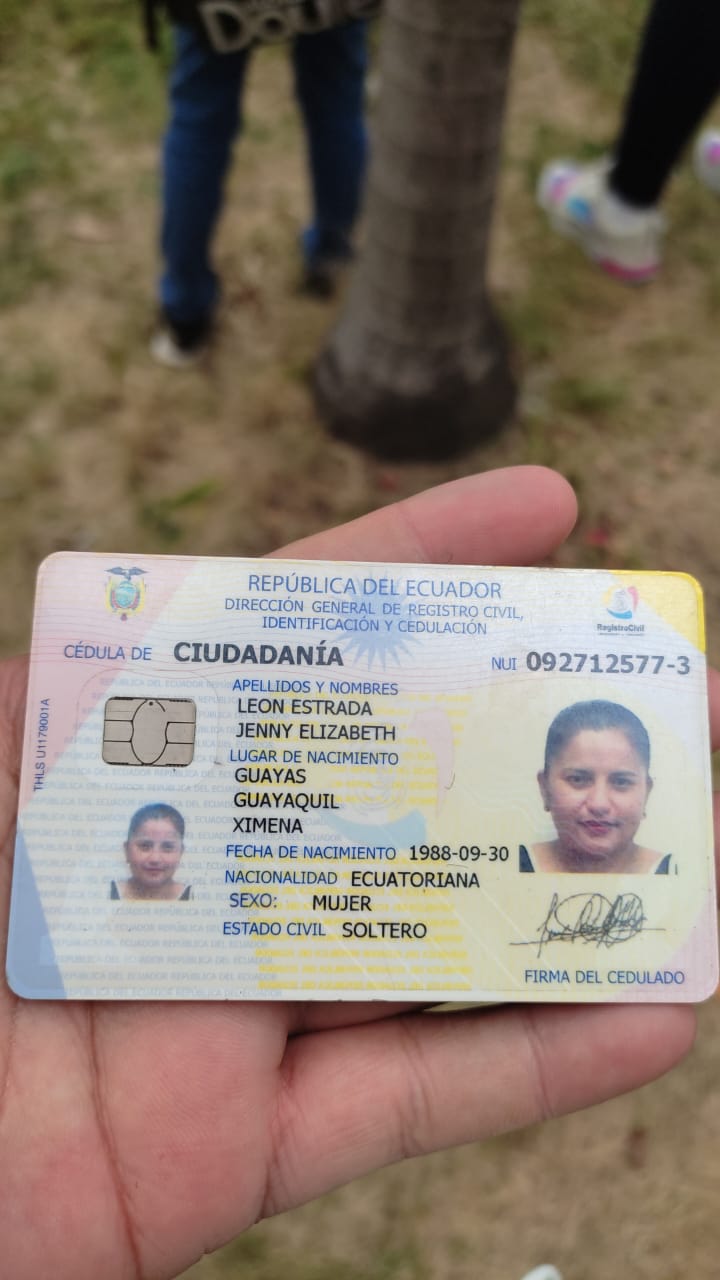 REPÚBLICA DEL ECUADOR
DIRECCIÓN GENERAL DE REGISTRO CIVIL,
IDENTIFICACIÓN Y CEDULACIÓN
RegistroCivil
CÉDULA DE CIUDADANÍA
NUI 092712577-3
APELLIDOS Y NOMBRES
LEON ESTRADA
JENNY ELIZABETH
LUGAR DE NACIMIENTO
GUAYAS
GUAYAQUIL
XIMENA
FECHA DE NACIMIENTO 1988-09-30
NACIONALIDAD ECUATORIANA
SEXO: MUJER
ESTADO CIVIL SOLTERO
FIRMA DEL CEDULADO
THLS U1179001A